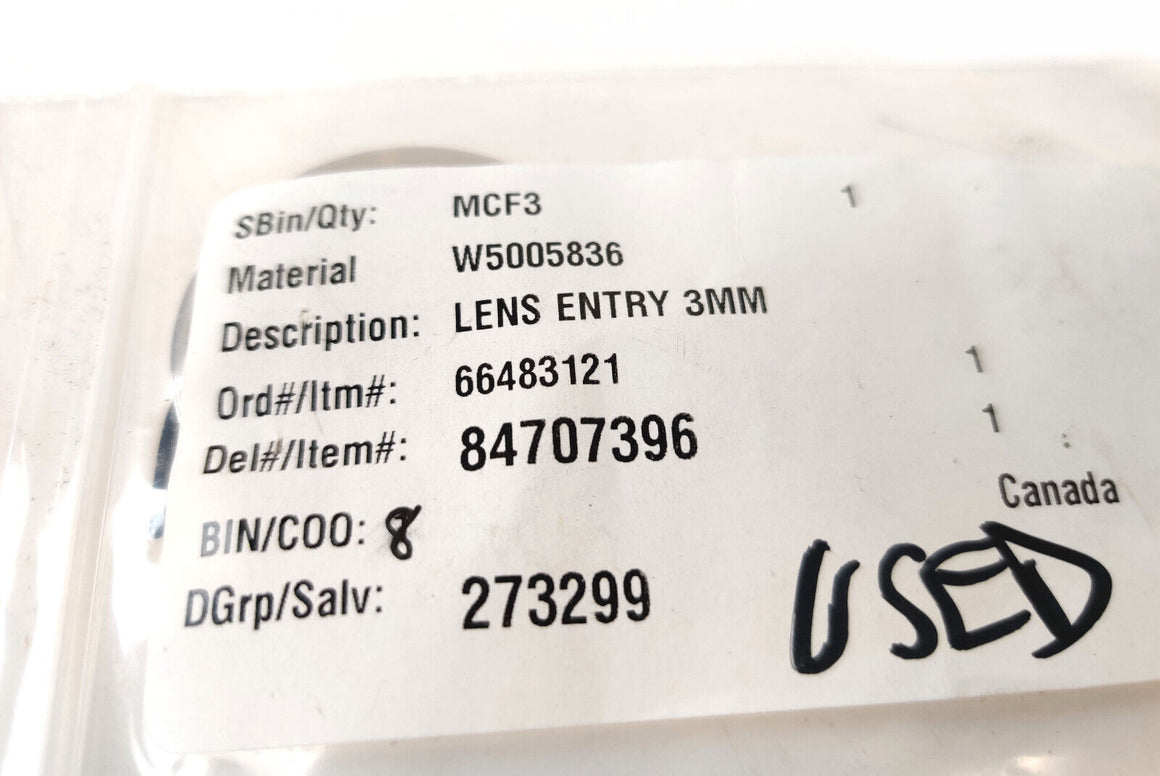 SBin/Qty: MCF3 1
Material W5005836
Description: LENS ENTRY 3MM
Ord#/Itm#: 66483121 1
Del#/Item#: 84707396 1
:
BIN/COO: 8 Canada
DGrp/Salv: 273299
USED